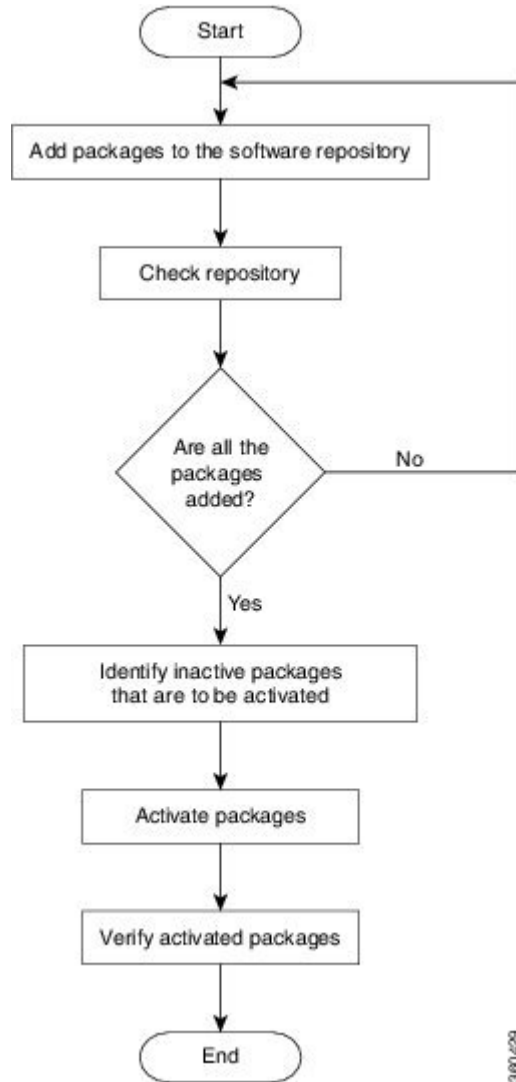 Start
Add packages to the software repository
Check repository
Are all the
packages
added?
No
Yes
Identify inactive packages
that are to be activated
Activate packages
Verify activated packages
End